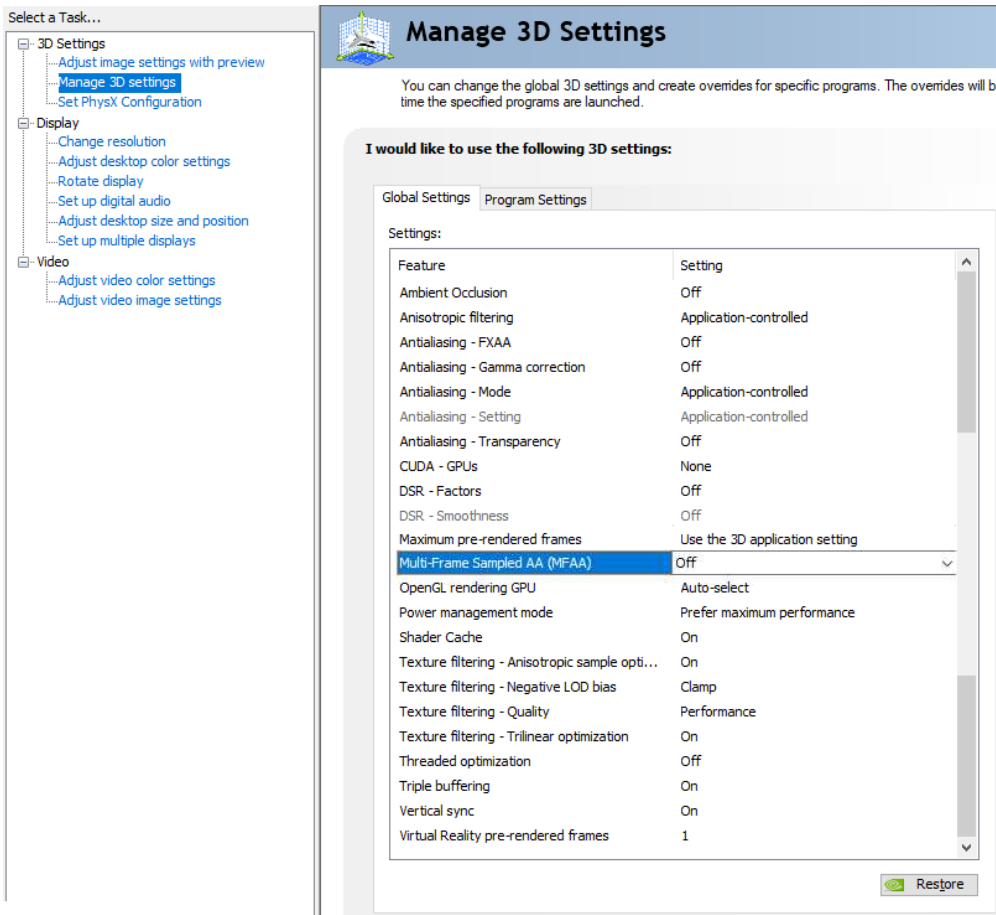 Select a Task...
3D Settings
Adjust image settings with preview
Manage 3D settings
Set PhysX Configuration
Display
Change resolution
Adjust desktop color settings
Rotate display
Set up digital audio
Adjust desktop size and position
Set up multiple displays
Video
Adjust video color settings
Adjust video image settings
Manage 3D Settings
You can change the global 3D settings and create overrides for specific programs. The overrides will b
time the specified programs are launched.
I would like to use the following 3D settings:
Global Settings Program Settings
Settings:
Feature Setting
Ambient Occlusion Off
Anisotropic filtering Application-controlled
Antialiasing - FXAA Off
Antialiasing - Gamma correction Off
Antialiasing - Mode Application-controlled
Antialiasing - Setting Application-controlled
Antialiasing - Transparency Off
CUDA - GPUs None
DSR - Factors Off
DSR - Smoothness Off
Maximum pre-rendered frames Use the 3D application setting
Multi-Frame Sampled AA (MFAA) Off
OpenGL rendering GPU Auto-select
Power management mode Prefer maximum performance
Shader Cache On
Texture filtering - Anisotropic sample opti... On
Texture filtering - Negative LOD bias Clamp
Texture filtering - Quality Performance
Texture filtering - Trilinear optimization On
Threaded optimization Off
Triple buffering On
Vertical sync On
Virtual Reality pre-rendered frames 1
Restore